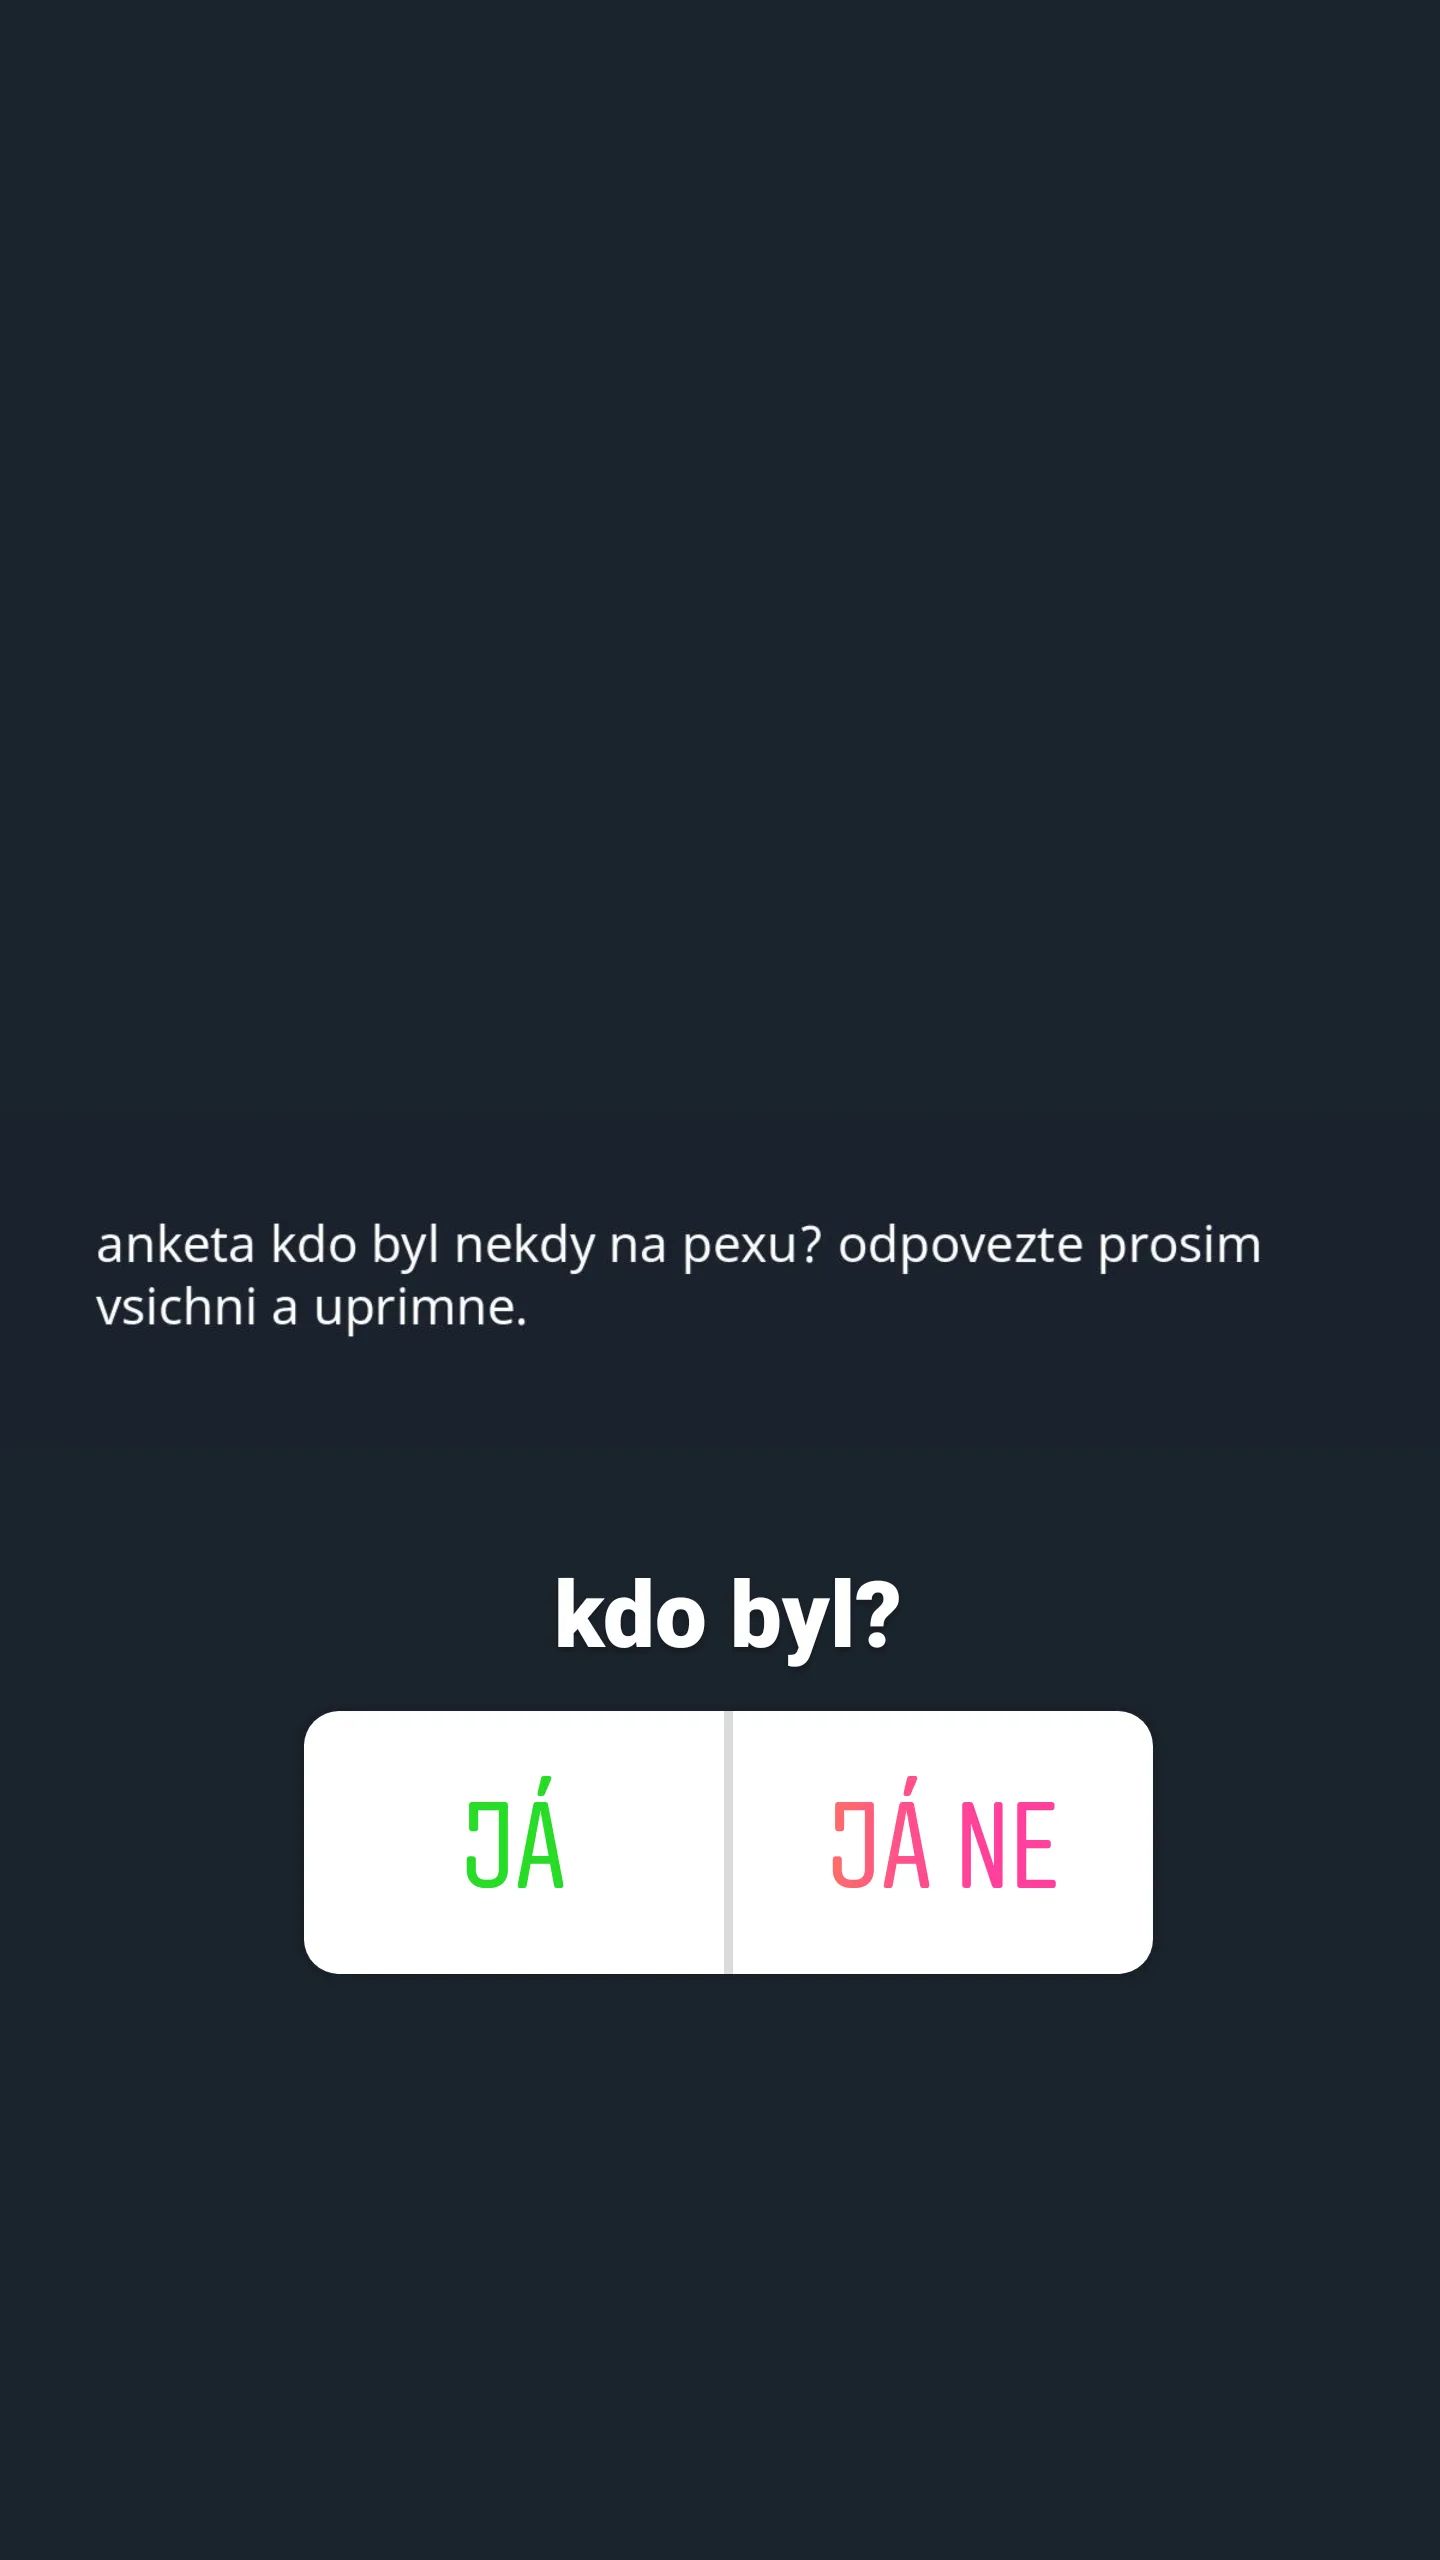 anketa kdo byl nekdy na pexu? odpovezte prosim
vsichni a uprimne.
kdo byl?
JÁ
JÁ NE